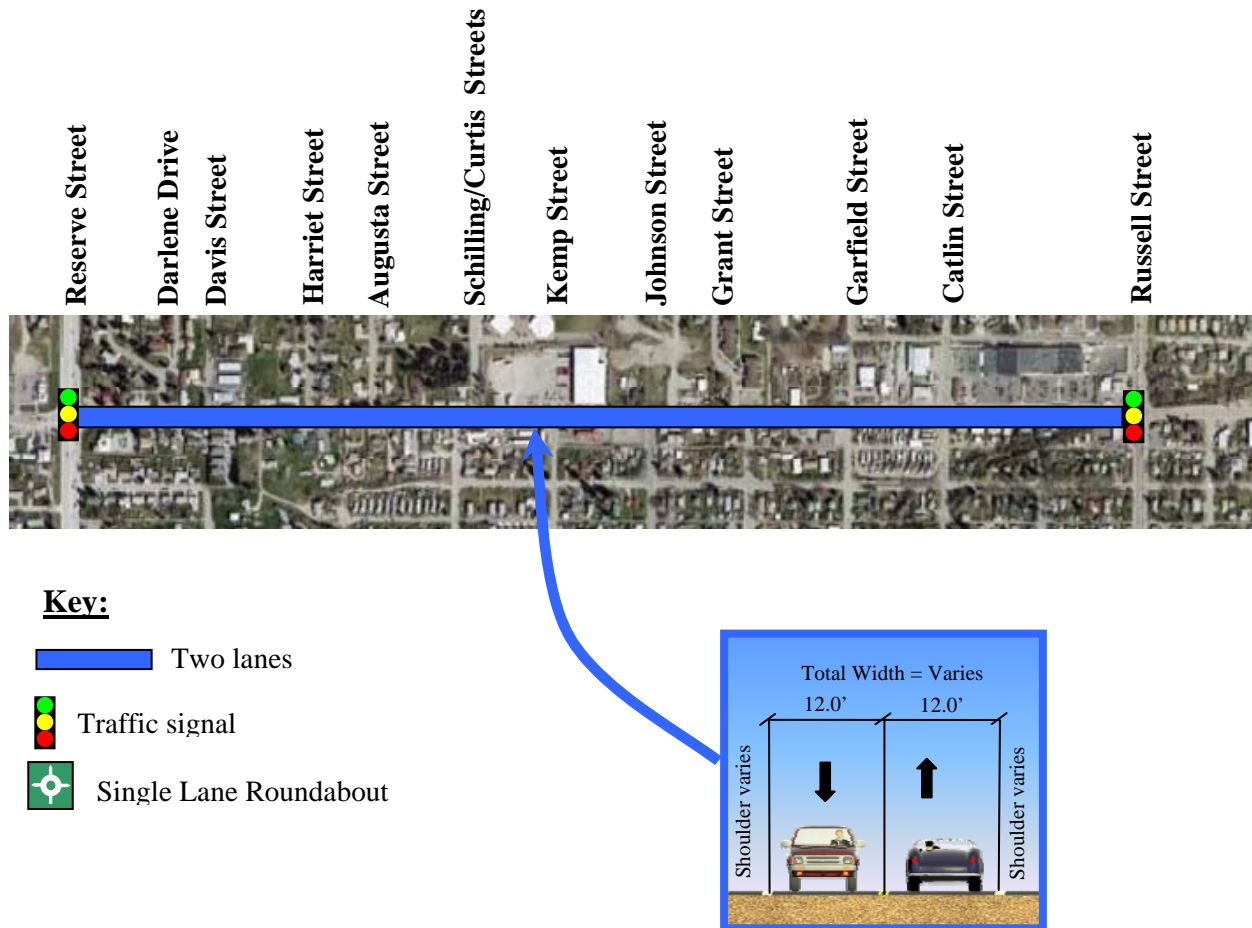 Reserve Street
Darlene Drive
Davis Street
Harriet Street
Augusta Street
Schilling/Curtis Streets
Kemp Street
Johnson Street
Grant Street
Garfield Street
Catlin Street
Russell Street
Key:
Two lanes
Traffic signal
Single Lane Roundabout
Total Width = Varies
12.0’ 12.0’
Shoulder varies
Shoulder varies